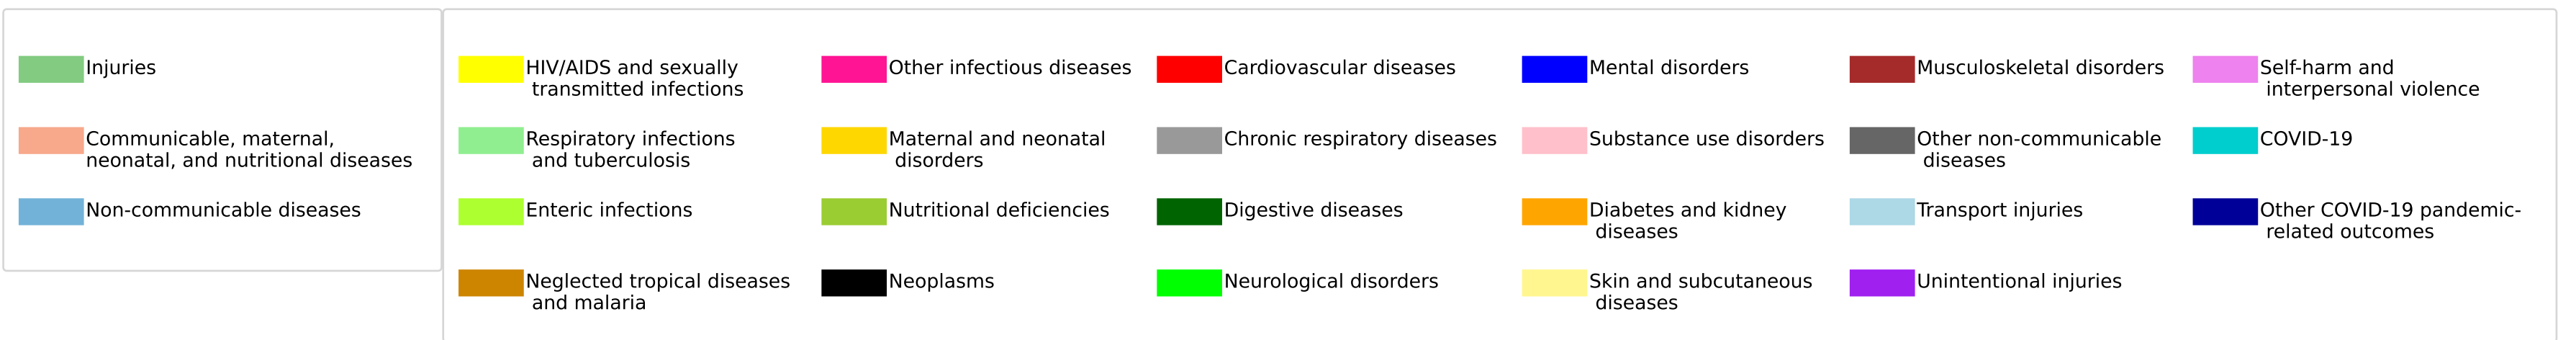 Injuries
Communicable, maternal,
neonatal, and nutritional diseases
Non-communicable diseases
HIV/AIDS and sexually
transmitted infections
Respiratory infections
and tuberculosis
Enteric infections
Neglected tropical diseases
and malaria
Other infectious diseases
Maternal and neonatal
disorders
Nutritional deficiencies
Neoplasms
Cardiovascular diseases
Chronic respiratory diseases
Digestive diseases
Neurological disorders
Mental disorders
Substance use disorders
Diabetes and kidney
diseases
Skin and subcutaneous
diseases
Musculoskeletal disorders
Other non-communicable
diseases
Transport injuries
Unintentional injuries
Self-harm and
interpersonal violence
COVID-19
Other COVID-19 pandemic-
related outcomes